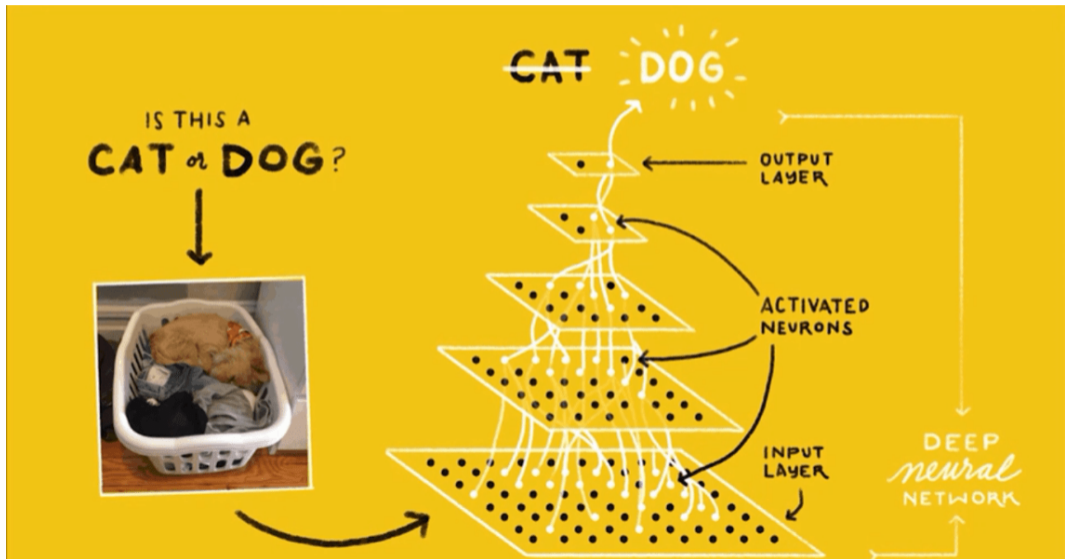 CAT DOG
IS THIS A
CAT or DOG?
OUTPUT
LAYER
ACTIVATED
NEURONS
INPUT
LAYER
DEEP
neural
NETWORK